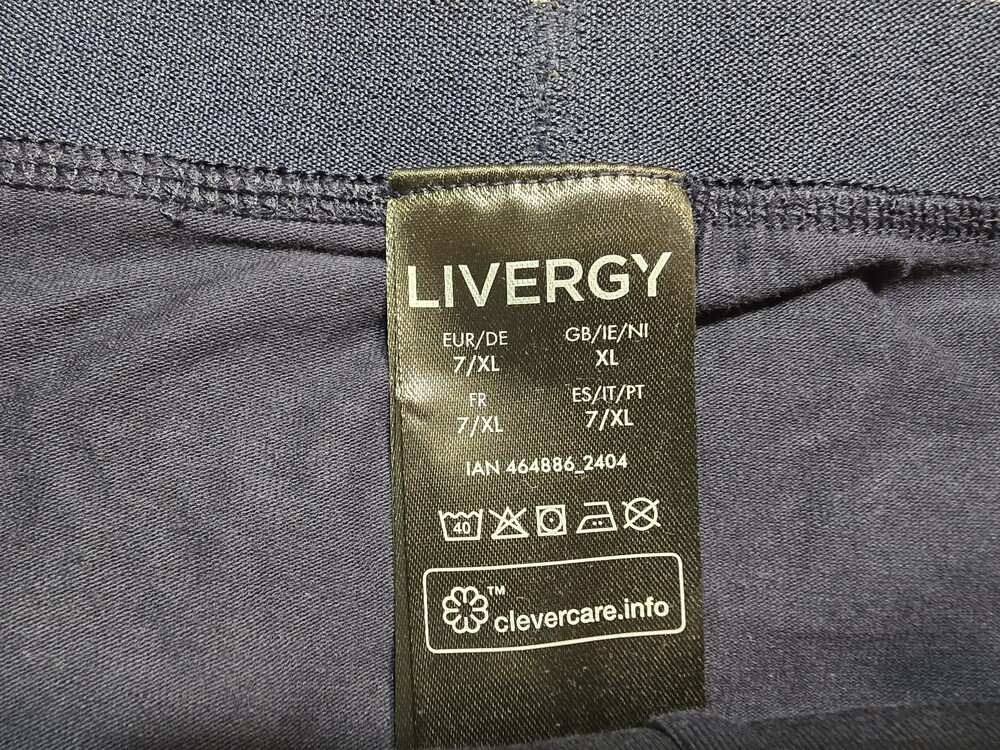 LIVERGY
EUR/DE GB/IE/NI
7/XL XL
FR ES/IT/PT
7/XL 7/XL
IAN 464886_2404
40
™
clevercare.info